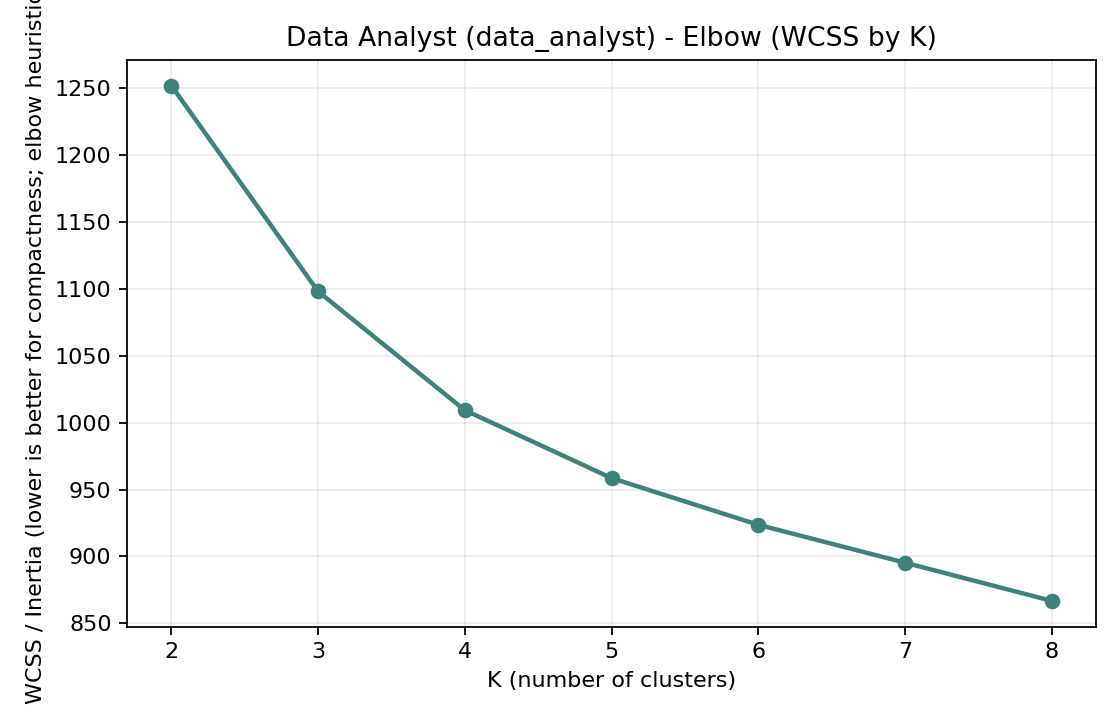 Data Analyst (data_analyst) - Elbow (WCSS by K)
WCSS / Inertia (lower is better for compactness; elbow heuristic
1250
1200
1150
1100
1050
1000
950
900
850
2 3 4 5 6 7 8
K (number of clusters)